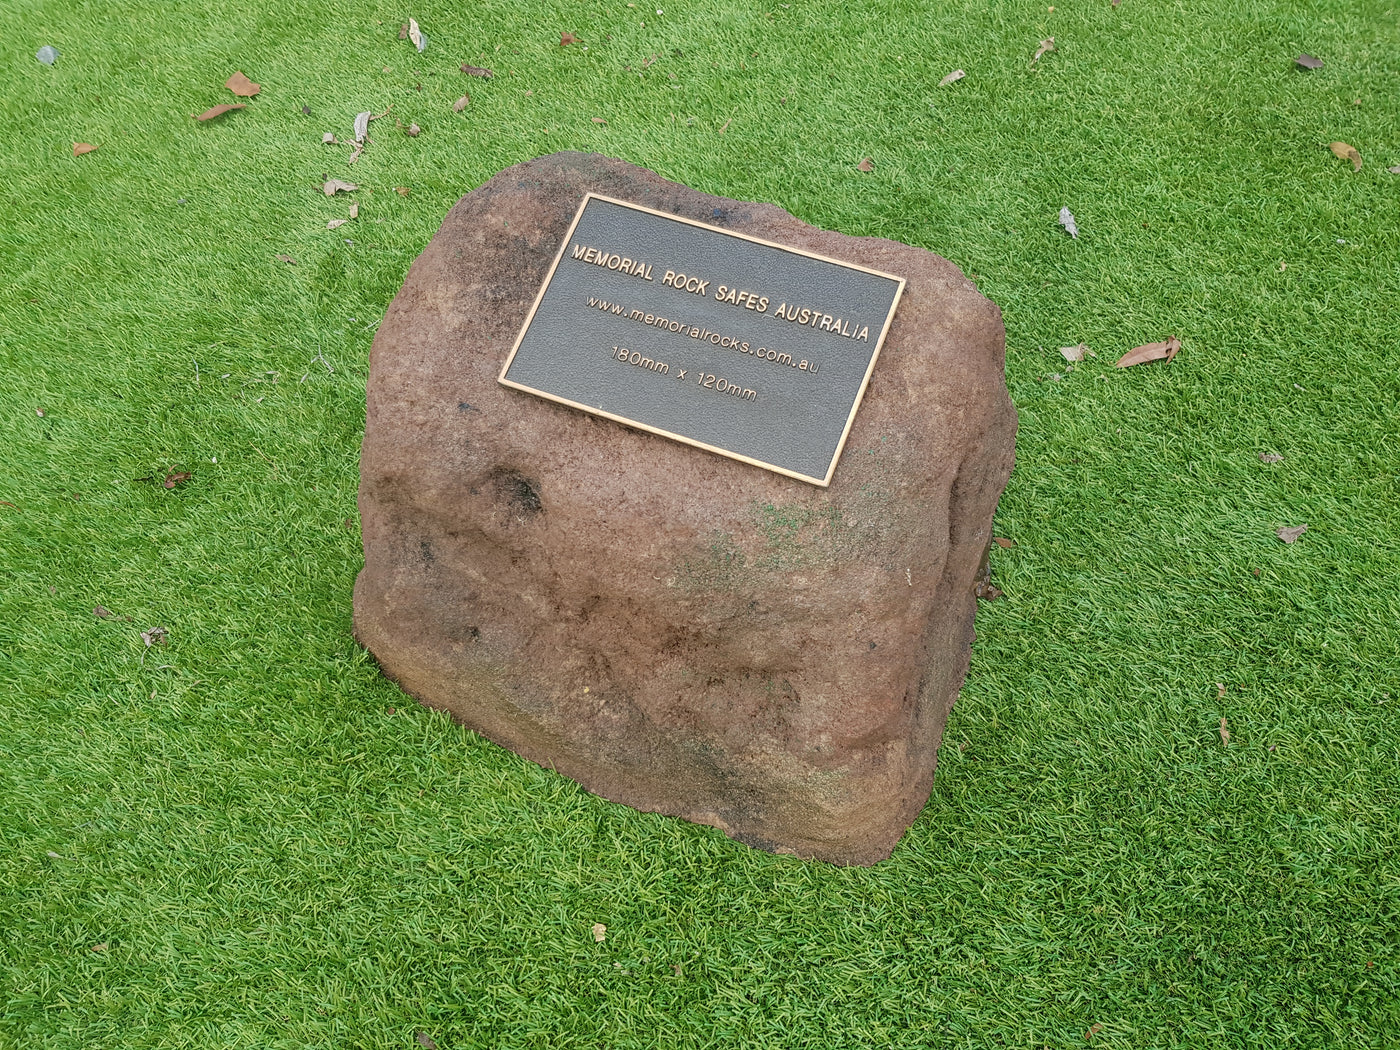 MEMORIAL ROCK SAFES AUSTRALIA
www.memorialrocks.com.au
180mm x 120mm